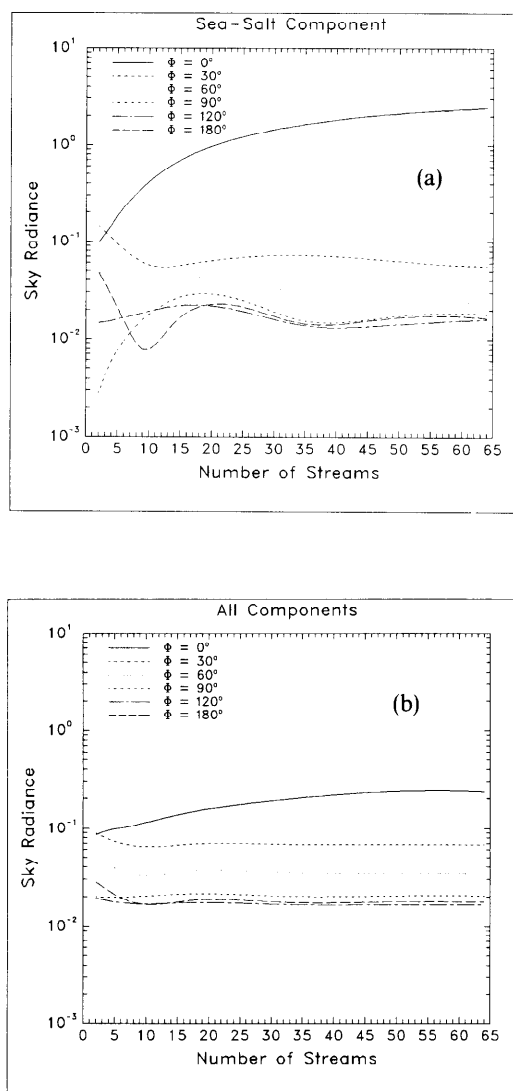 Sea-Salt Component
10¹
Φ = 0°
Φ = 30°
Φ = 60°
Φ = 90°
Φ = 120°
Φ = 180°
10⁰
(a)
10⁻¹
10⁻²
10⁻³
Sky Radiance
0 5 10 15 20 25 30 35 40 45 50 55 60 65
Number of Streams
All Components
10¹
Φ = 0°
Φ = 30°
Φ = 60°
Φ = 90°
Φ = 120°
Φ = 180°
10⁰
(b)
10⁻¹
10⁻²
10⁻³
Sky Radiance
0 5 10 15 20 25 30 35 40 45 50 55 60 65
Number of Streams